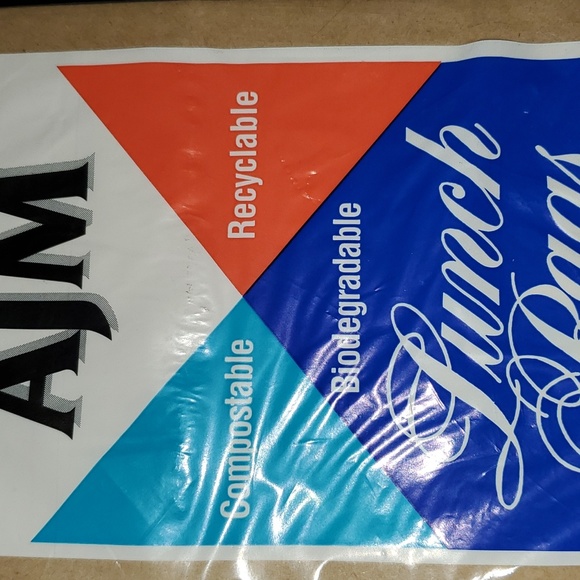 AJM
Compostable Recyclable
Biodegradable
Lunch
Bags